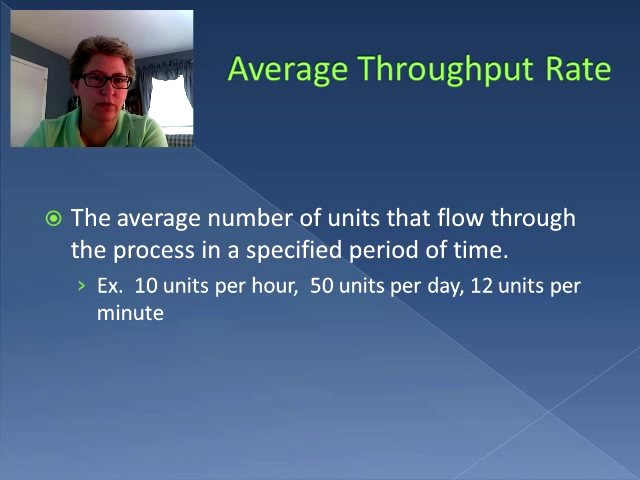 Average Throughput Rate
The average number of units that flow through
the process in a specified period of time.
Ex.  10 units per hour,  50 units per day, 12 units per
minute